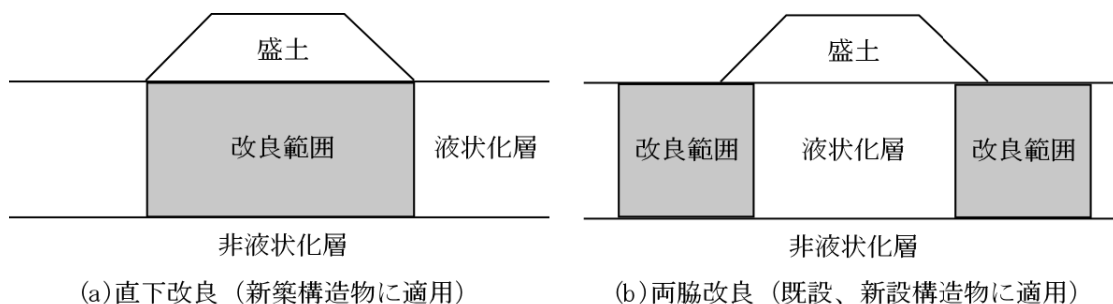 盛土
改良範囲
液状化層
非液状化層
(a)直下改良（新築構造物に適用）
盛土
改良範囲
液状化層
改良範囲
非液状化層
(b)両脇改良（既設、新設構造物に適用）